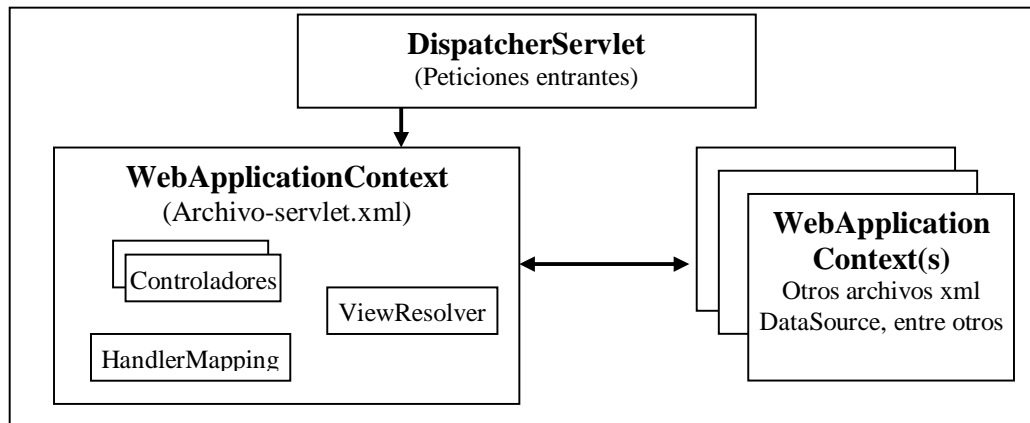 DispatcherServlet
(Peticiones entrantes)
WebApplicationContext
(Archivo-servlet.xml)
Controladores
ViewResolver
HandlerMapping
WebApplication
Context(s)
Otros archivos xml
DataSource, entre otros